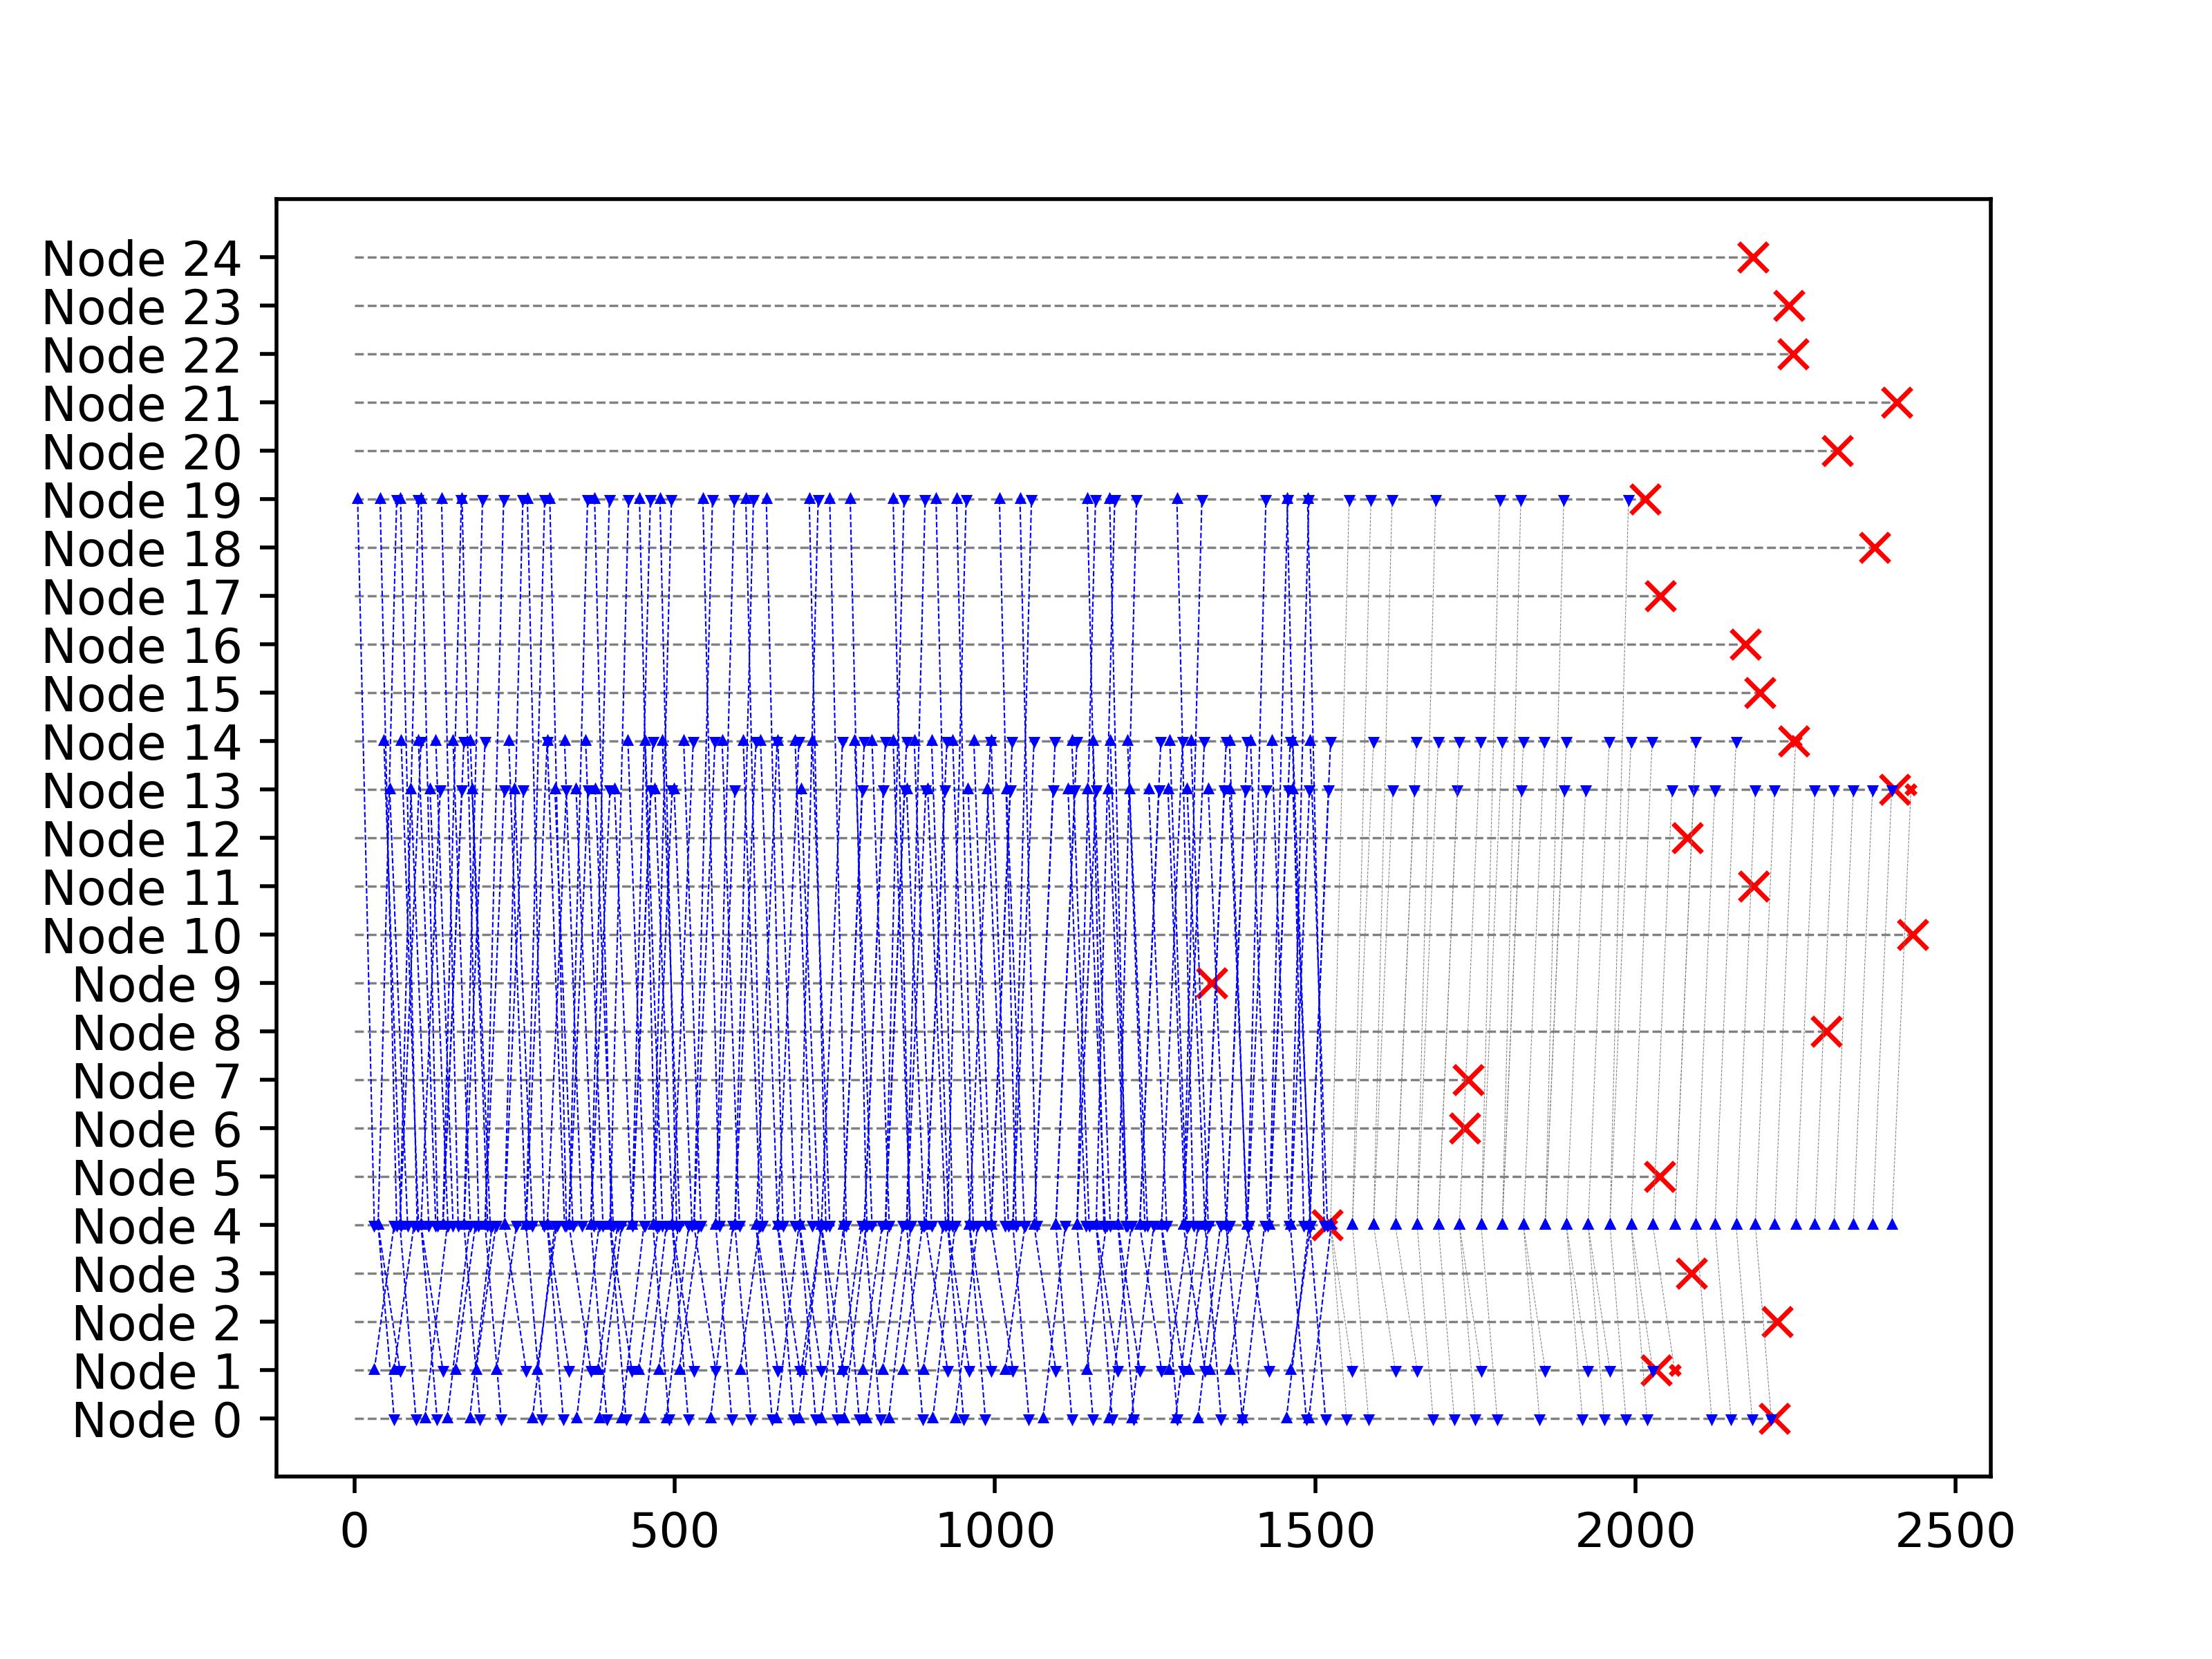 Node 24
Node 23
Node 22
Node 21
Node 20
Node 19
Node 18
Node 17
Node 16
Node 15
Node 14
Node 13
Node 12
Node 11
Node 10
Node 9
Node 8
Node 7
Node 6
Node 5
Node 4
Node 3
Node 2
Node 1
Node 0
0 500 1000 1500 2000 2500